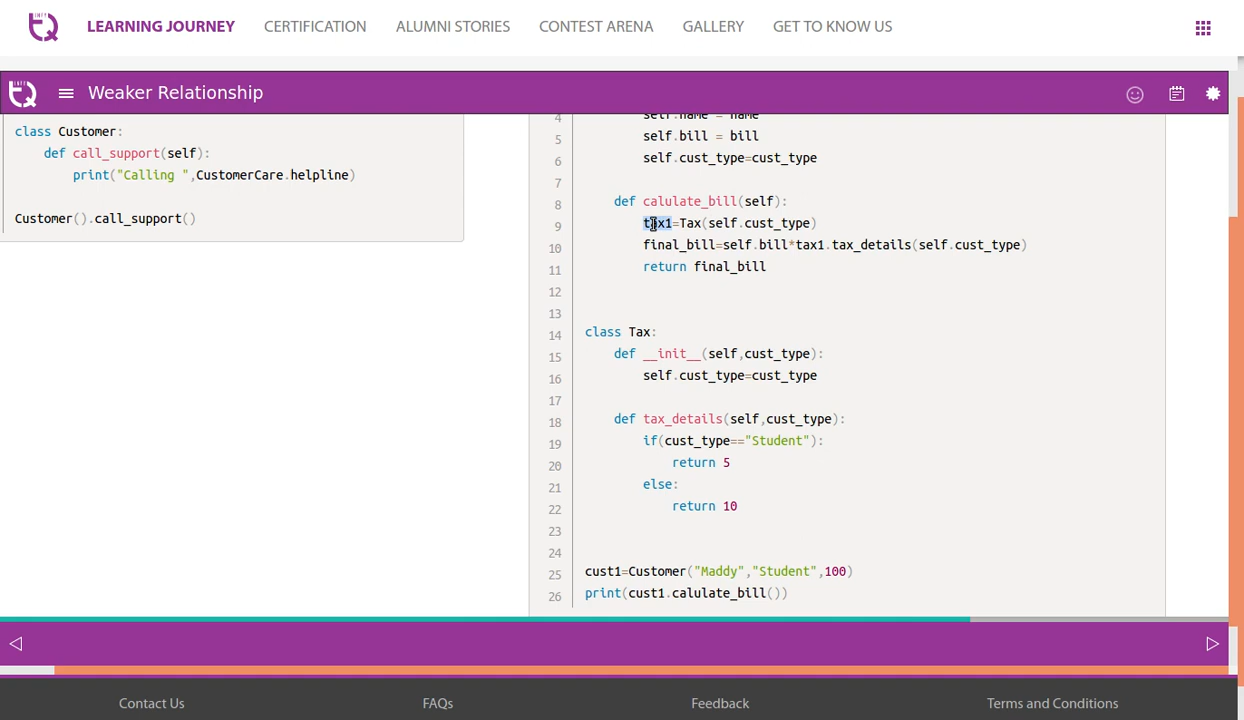 LEARNING JOURNEY CERTIFICATION ALUMNI STORIES CONTEST ARENA GALLERY GET TO KNOW US
Weaker Relationship
class Customer:
    def call_support(self):
        print("Calling ",CustomerCare.helpline)
Customer().call_support()
4 self.name = name
5 self.bill = bill
6 self.cust_type=cust_type
7
8 def calulate_bill(self):
9 tax1=Tax(self.cust_type)
10 final_bill=self.bill*tax1.tax_details(self.cust_type)
11 return final_bill
12
13
14 class Tax:
15 def __init__(self,cust_type):
16 self.cust_type=cust_type
17
18 def tax_details(self,cust_type):
19 if(cust_type=="Student"):
20 return 5
21 else:
22 return 10
23
24
25 cust1=Customer("Maddy","Student",100)
26 print(cust1.calulate_bill())
Contact Us FAQs Feedback Terms and Conditions